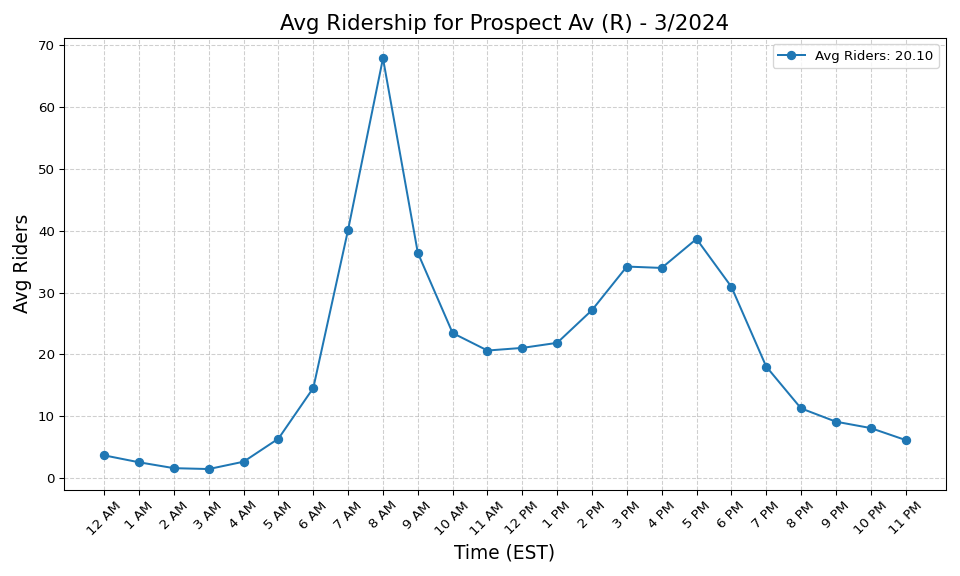 Avg Ridership for Prospect Av (R) - 3/2024
Avg Riders: 20.10
Avg Riders
70
60
50
40
30
20
10
0
12 AM
1 AM
2 AM
3 AM
4 AM
5 AM
6 AM
7 AM
8 AM
9 AM
10 AM
11 AM
12 PM
1 PM
2 PM
3 PM
4 PM
5 PM
6 PM
7 PM
8 PM
9 PM
10 PM
11 PM
Time (EST)